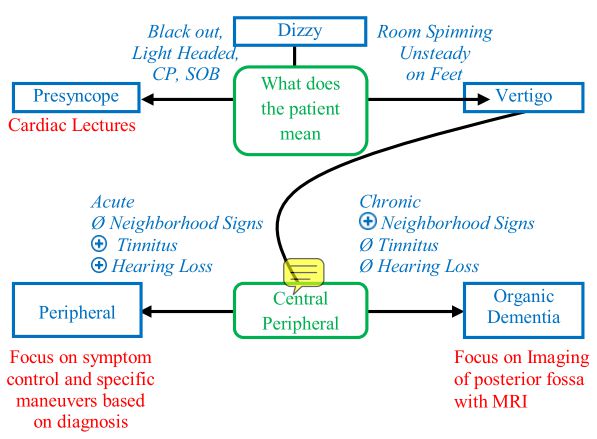 Dizzy
Black out,
Light Headed,
CP, SOB
Room Spinning
Unsteady
on Feet
What does
the patient
mean
Presyncope
Vertigo
Cardiac Lectures
Acute
Ø Neighborhood Signs
⊕ Tinnitus
⊕ Hearing Loss
Chronic
⊕ Neighborhood Signs
Ø Tinnitus
Ø Hearing Loss
Peripheral
Central
Peripheral
Organic
Dementia
Focus on symptom
control and specific
maneuvers based
on diagnosis
Focus on Imaging
of posterior fossa
with MRI